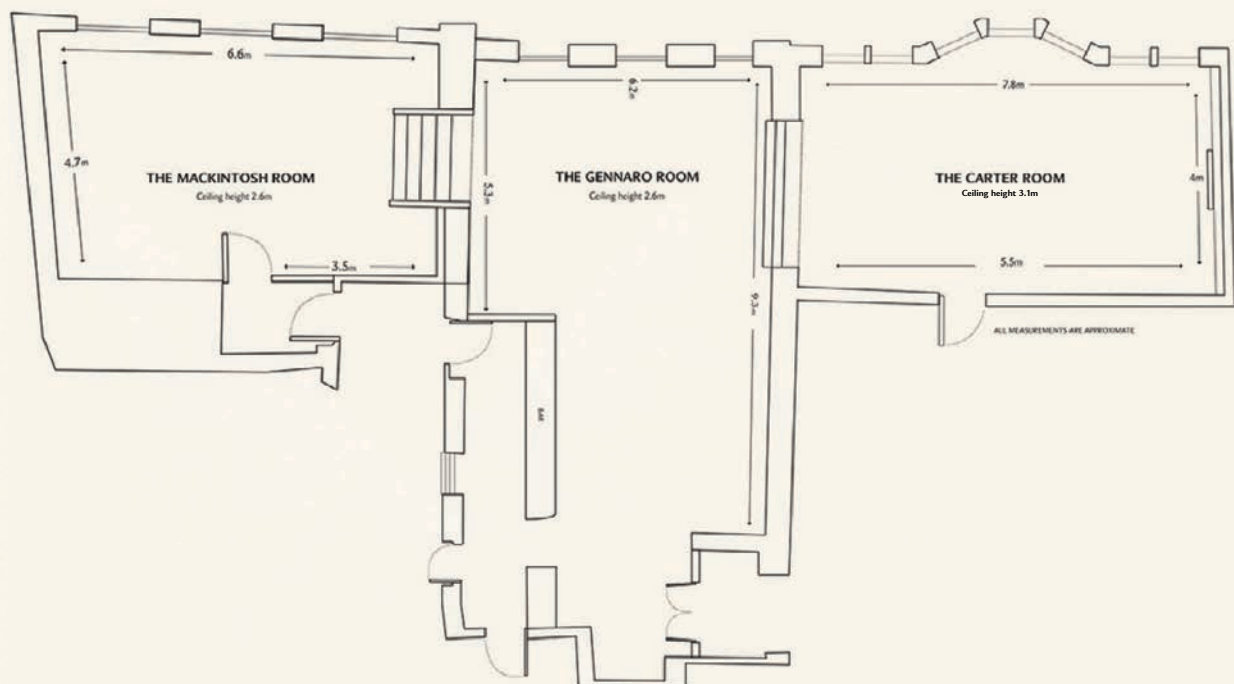 6.6m
4.7m
THE MACKINTOSH ROOM
Ceiling height 2.6m
3.5m
6.2m
5.3m
THE GENNARO ROOM
Ceiling height 2.6m
9.3m
BAR
7.8m
THE CARTER ROOM
Ceiling height 3.1m
4m
5.5m
ALL MEASUREMENTS ARE APPROXIMATE